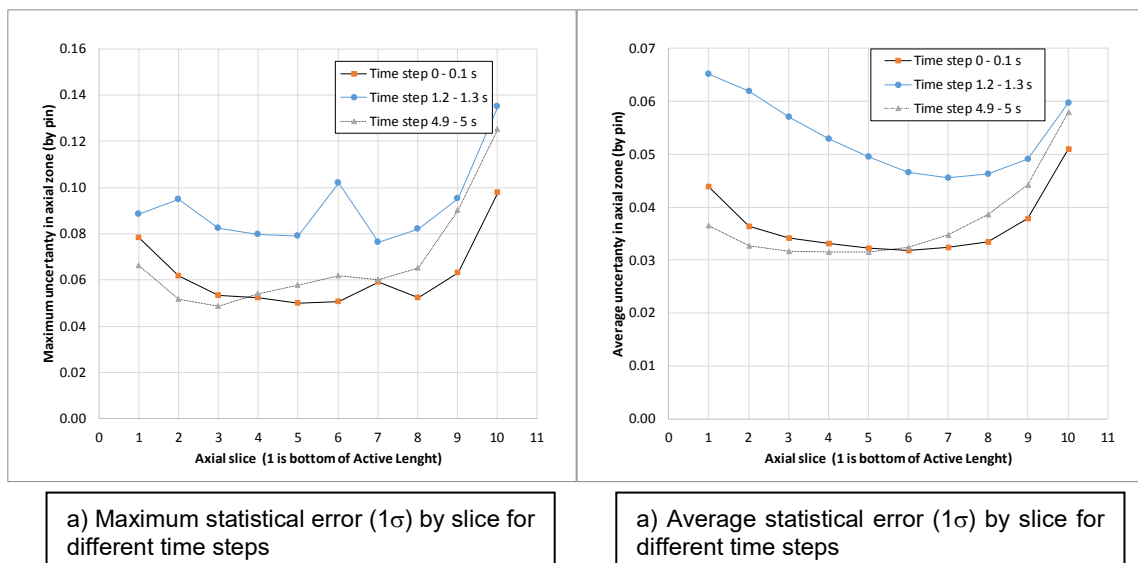 0.16
0.14
0.12
0.10
0.08
0.06
0.04
0.02
0.00
Maximum uncertanty in axial zone (by pin)
Time step 0 - 0.1 s
Time step 1.2 - 1.3 s
Time step 4.9 - 5 s
0 1 2 3 4 5 6 7 8 9 10 11
Axial slice (1 is bottom of Active Lenght)
0.07
0.06
0.05
0.04
0.03
0.02
0.01
0.00
Average uncertanty in axial zone (by pin)
Time step 0 - 0.1 s
Time step 1.2 - 1.3 s
Time step 4.9 - 5 s
0 1 2 3 4 5 6 7 8 9 10 11
Axial slice (1 is bottom of Active Lenght)
a) Maximum statistical error (1σ) by slice for
different time steps
a) Average statistical error (1σ) by slice for
different time steps